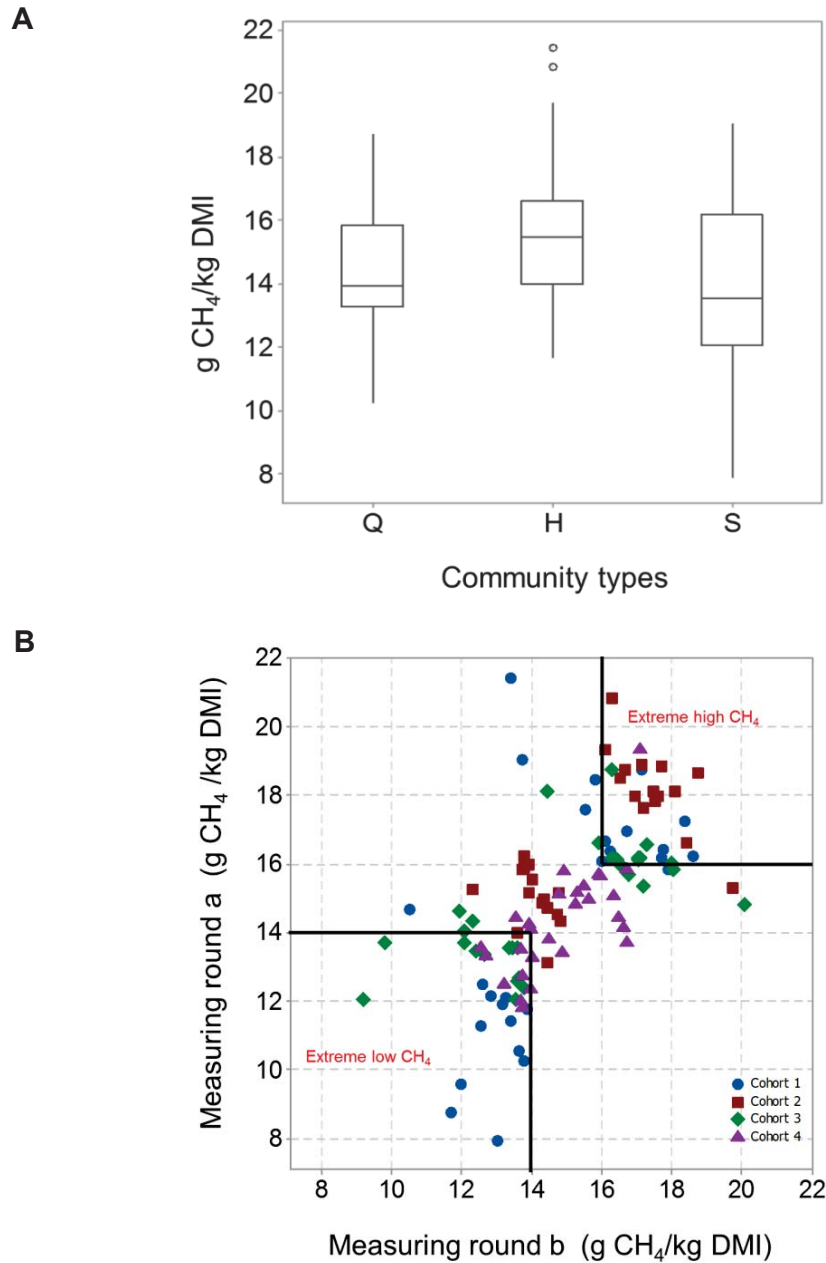 A
22
20
18
16
14
12
10
8
g CH₄/kg DMI
Q H S
Community types
B
22
20
18
16
14
12
10
8
Measuring round a (g CH₄ /kg DMI)
Extreme high CH₄
Extreme low CH₄
Cohort 1
Cohort 2
Cohort 3
Cohort 4
8 10 12 14 16 18 20 22
Measuring round b (g CH₄/kg DMI)